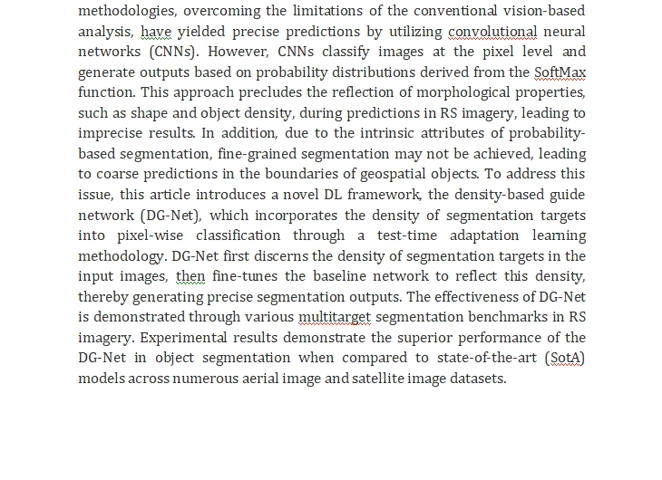 methodologies, overcoming the limitations of the conventional vision-based
analysis, have yielded precise predictions by utilizing convolutional neural
networks (CNNs). However, CNNs classify images at the pixel level and
generate outputs based on probability distributions derived from the SoftMax
function. This approach precludes the reflection of morphological properties,
such as shape and object density, during predictions in RS imagery, leading to
imprecise results. In addition, due to the intrinsic attributes of probability-
based segmentation, fine-grained segmentation may not be achieved, leading
to coarse predictions in the boundaries of geospatial objects. To address this
issue, this article introduces a novel DL framework, the density-based guide
network (DG-Net), which incorporates the density of segmentation targets
into pixel-wise classification through a test-time adaptation learning
methodology. DG-Net first discerns the density of segmentation targets in the
input images, then fine-tunes the baseline network to reflect this density,
thereby generating precise segmentation outputs. The effectiveness of DG-Net
is demonstrated through various multitarget segmentation benchmarks in RS
imagery. Experimental results demonstrate the superior performance of the
DG-Net in object segmentation when compared to state-of-the-art (SotA)
models across numerous aerial image and satellite image datasets.